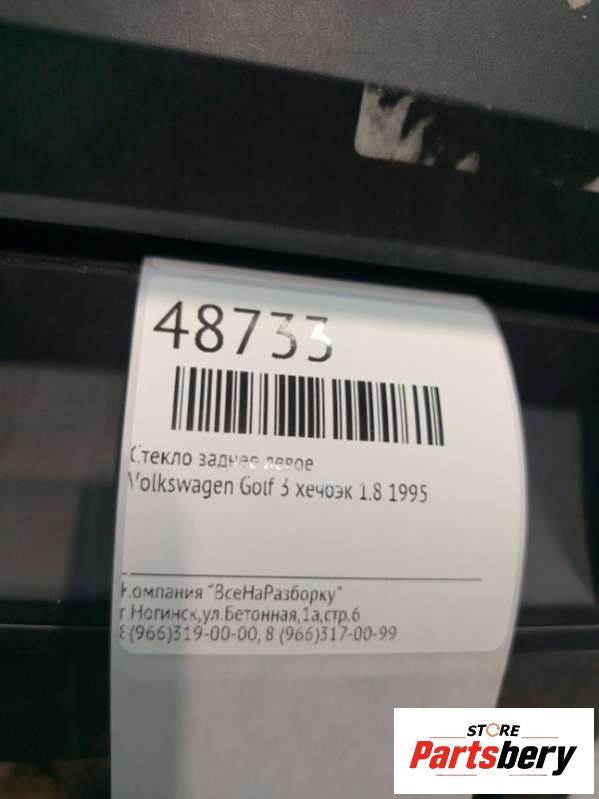 48733
Стекло заднее левое
Volkswagen Golf 3 хечбэк 1.8 1995
Компания "ВсеНаРазборку"
г.Ногинск,ул.Бетонная,1а,стр.6
8 (966)319-00-00, 8 (966)317-00-99
STORE
Partsbery